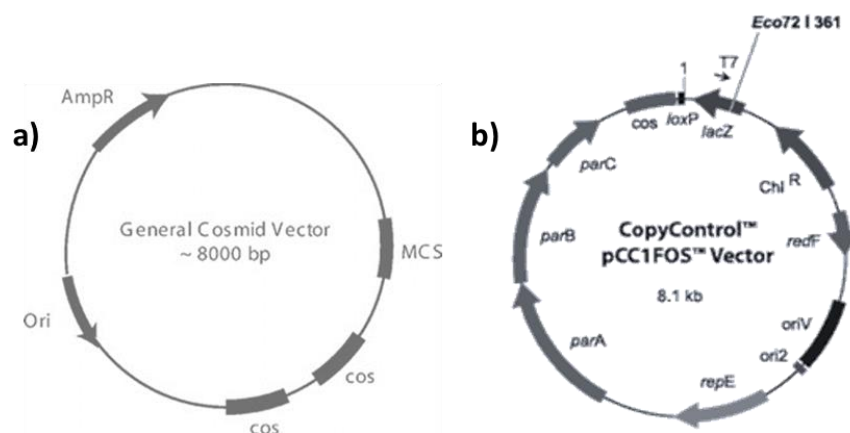 a)
AmpR
General Cosmid Vector
~ 8000 bp
MCS
Ori
cos
cos
b)
Eco72 I 361
T7
1
cos
loxP
lacZ
parC
Chl R
parB
CopyControl™
pCC1FOS™ Vector
redF
8.1 kb
oriV
parA
ori2
repE